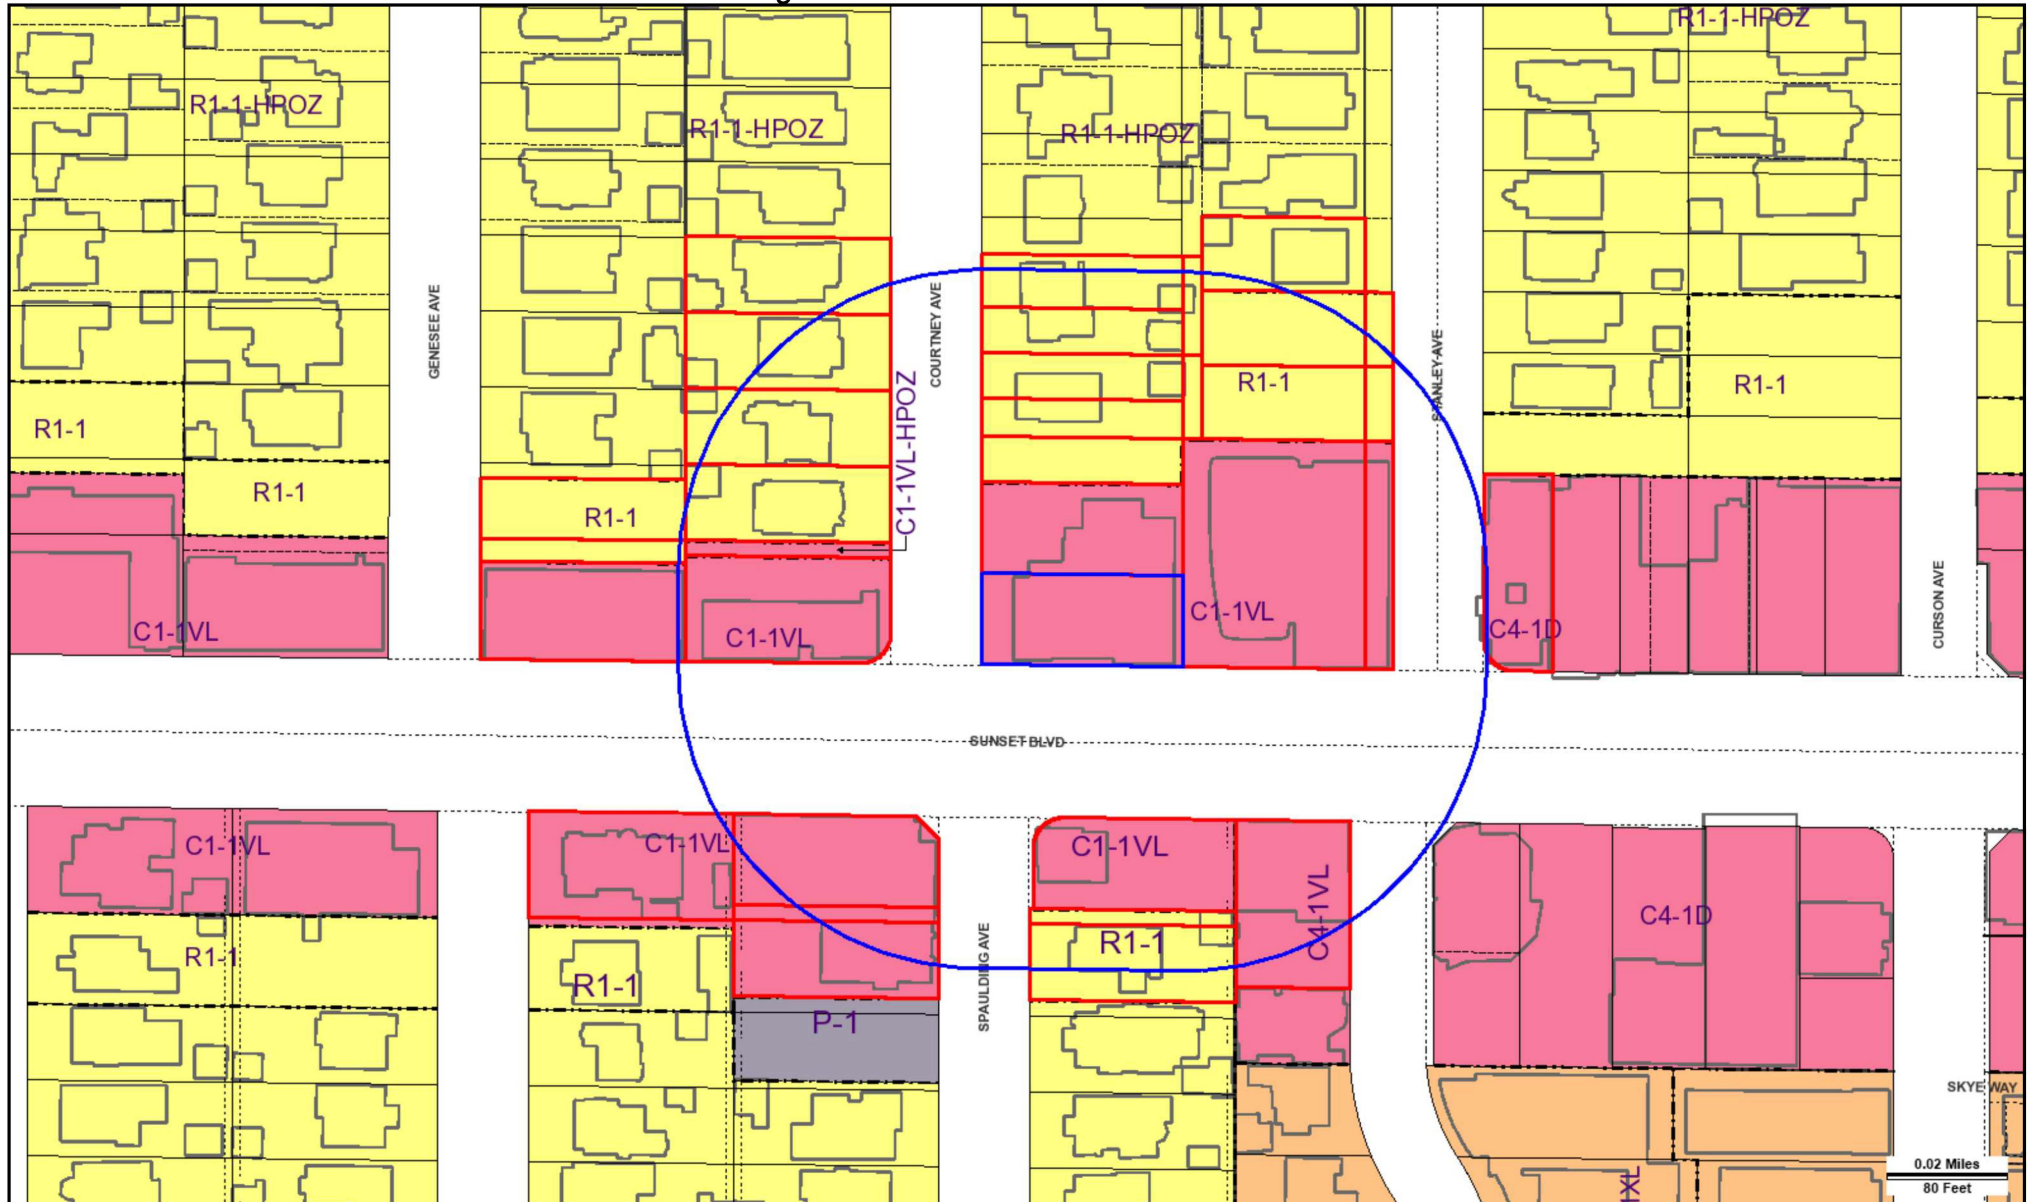 R1-1-HPOZ
R1-1-HPOZ
R1-1-HPOZ
R1-1-HPOZ
GENESEE AVE
COURTNEY AVE
STANLEY AVE
C1-1VL-HPOZ
R1-1
R1-1
R1-1
R1-1
R1-1
C1-1VL
C1-1VL
C1-1VL
C4-1D
CURSON AVE
SUNSET BLVD
C1-1VL
C1-1VL
C1-1VL
C4-1VL
C4-1D
R1-1
R1-1
R1-1
SPAULDING AVE
P-1
SKYE WAY
0.02 Miles
80 Feet